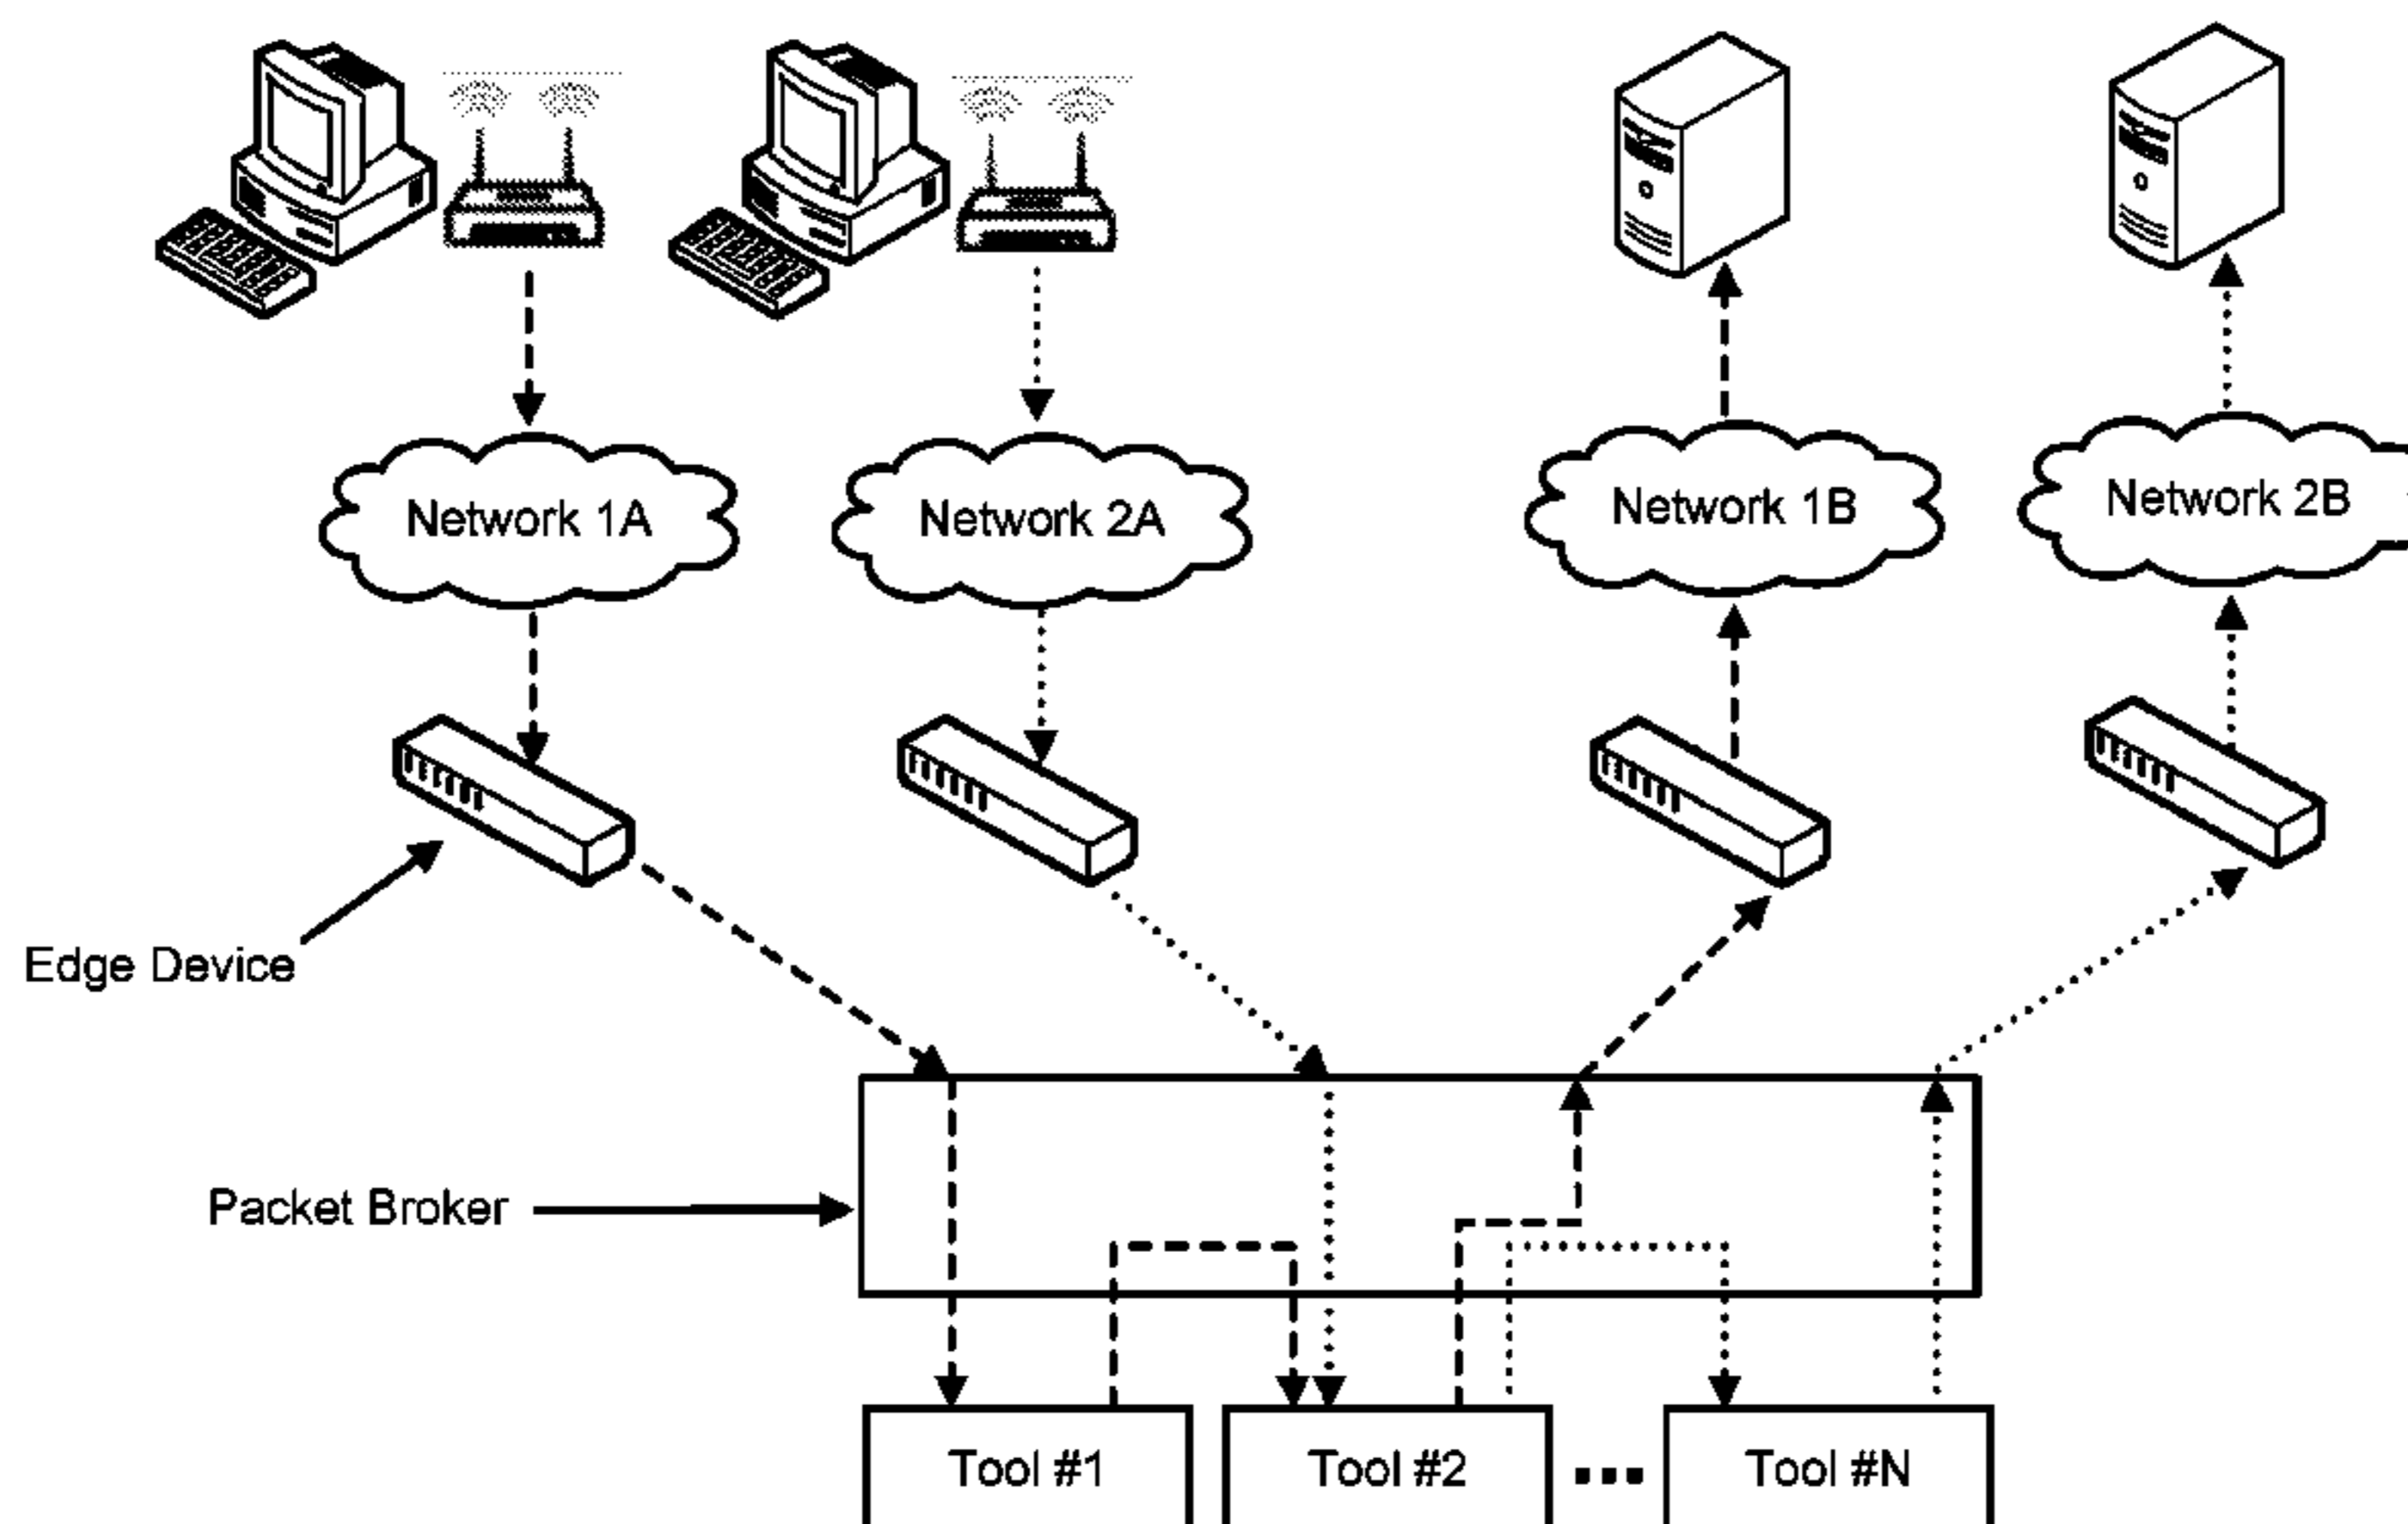 Network 1A
Network 2A
Network 1B
Network 2B
Edge Device
Packet Broker
Tool #1
Tool #2
Tool #N